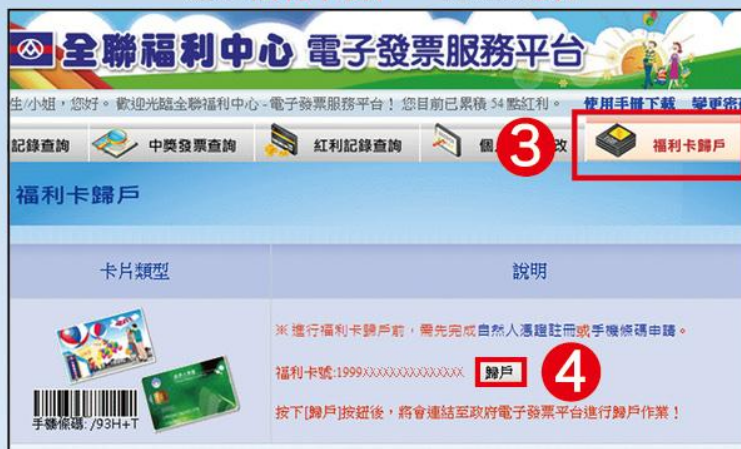 全聯福利中心 電子發票服務平台
生/小姐,您好。歡迎光臨全聯福利中心-電子發票服務平台!您目前已累積 54 點紅利。 使用手冊下載 變更密
記錄查詢 中獎發票查詢 紅利記錄查詢 個 3 改 福利卡歸戶
福利卡歸戶
卡片類型 說明
※進行福利卡歸戶前,需先完成自然人憑證註冊或手機條碼申請。
福利卡號:1999XXXXXXXXXXXXXX 歸戶 4
手機條碼: /93H+T
按下[歸戶]按鈕後,將會連結至政府電子發票平台進行歸戶作業!